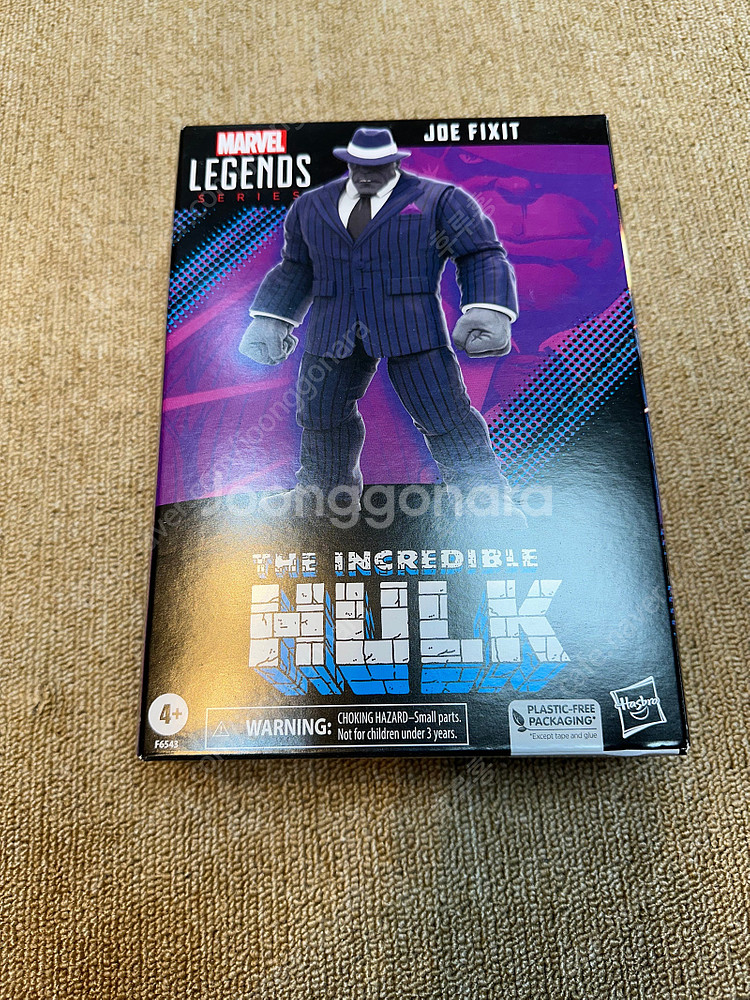 JOE FIXIT
MARVEL
LEGENDS
SERIES
Joonggonara
THE INCREDIBLE
HULK
4+
F6543
WARNING: CHOKING HAZARD–Small parts.
Not for children under 3 years.
PLASTIC-FREE
PACKAGING*
*Except tape and glue
Hasbro